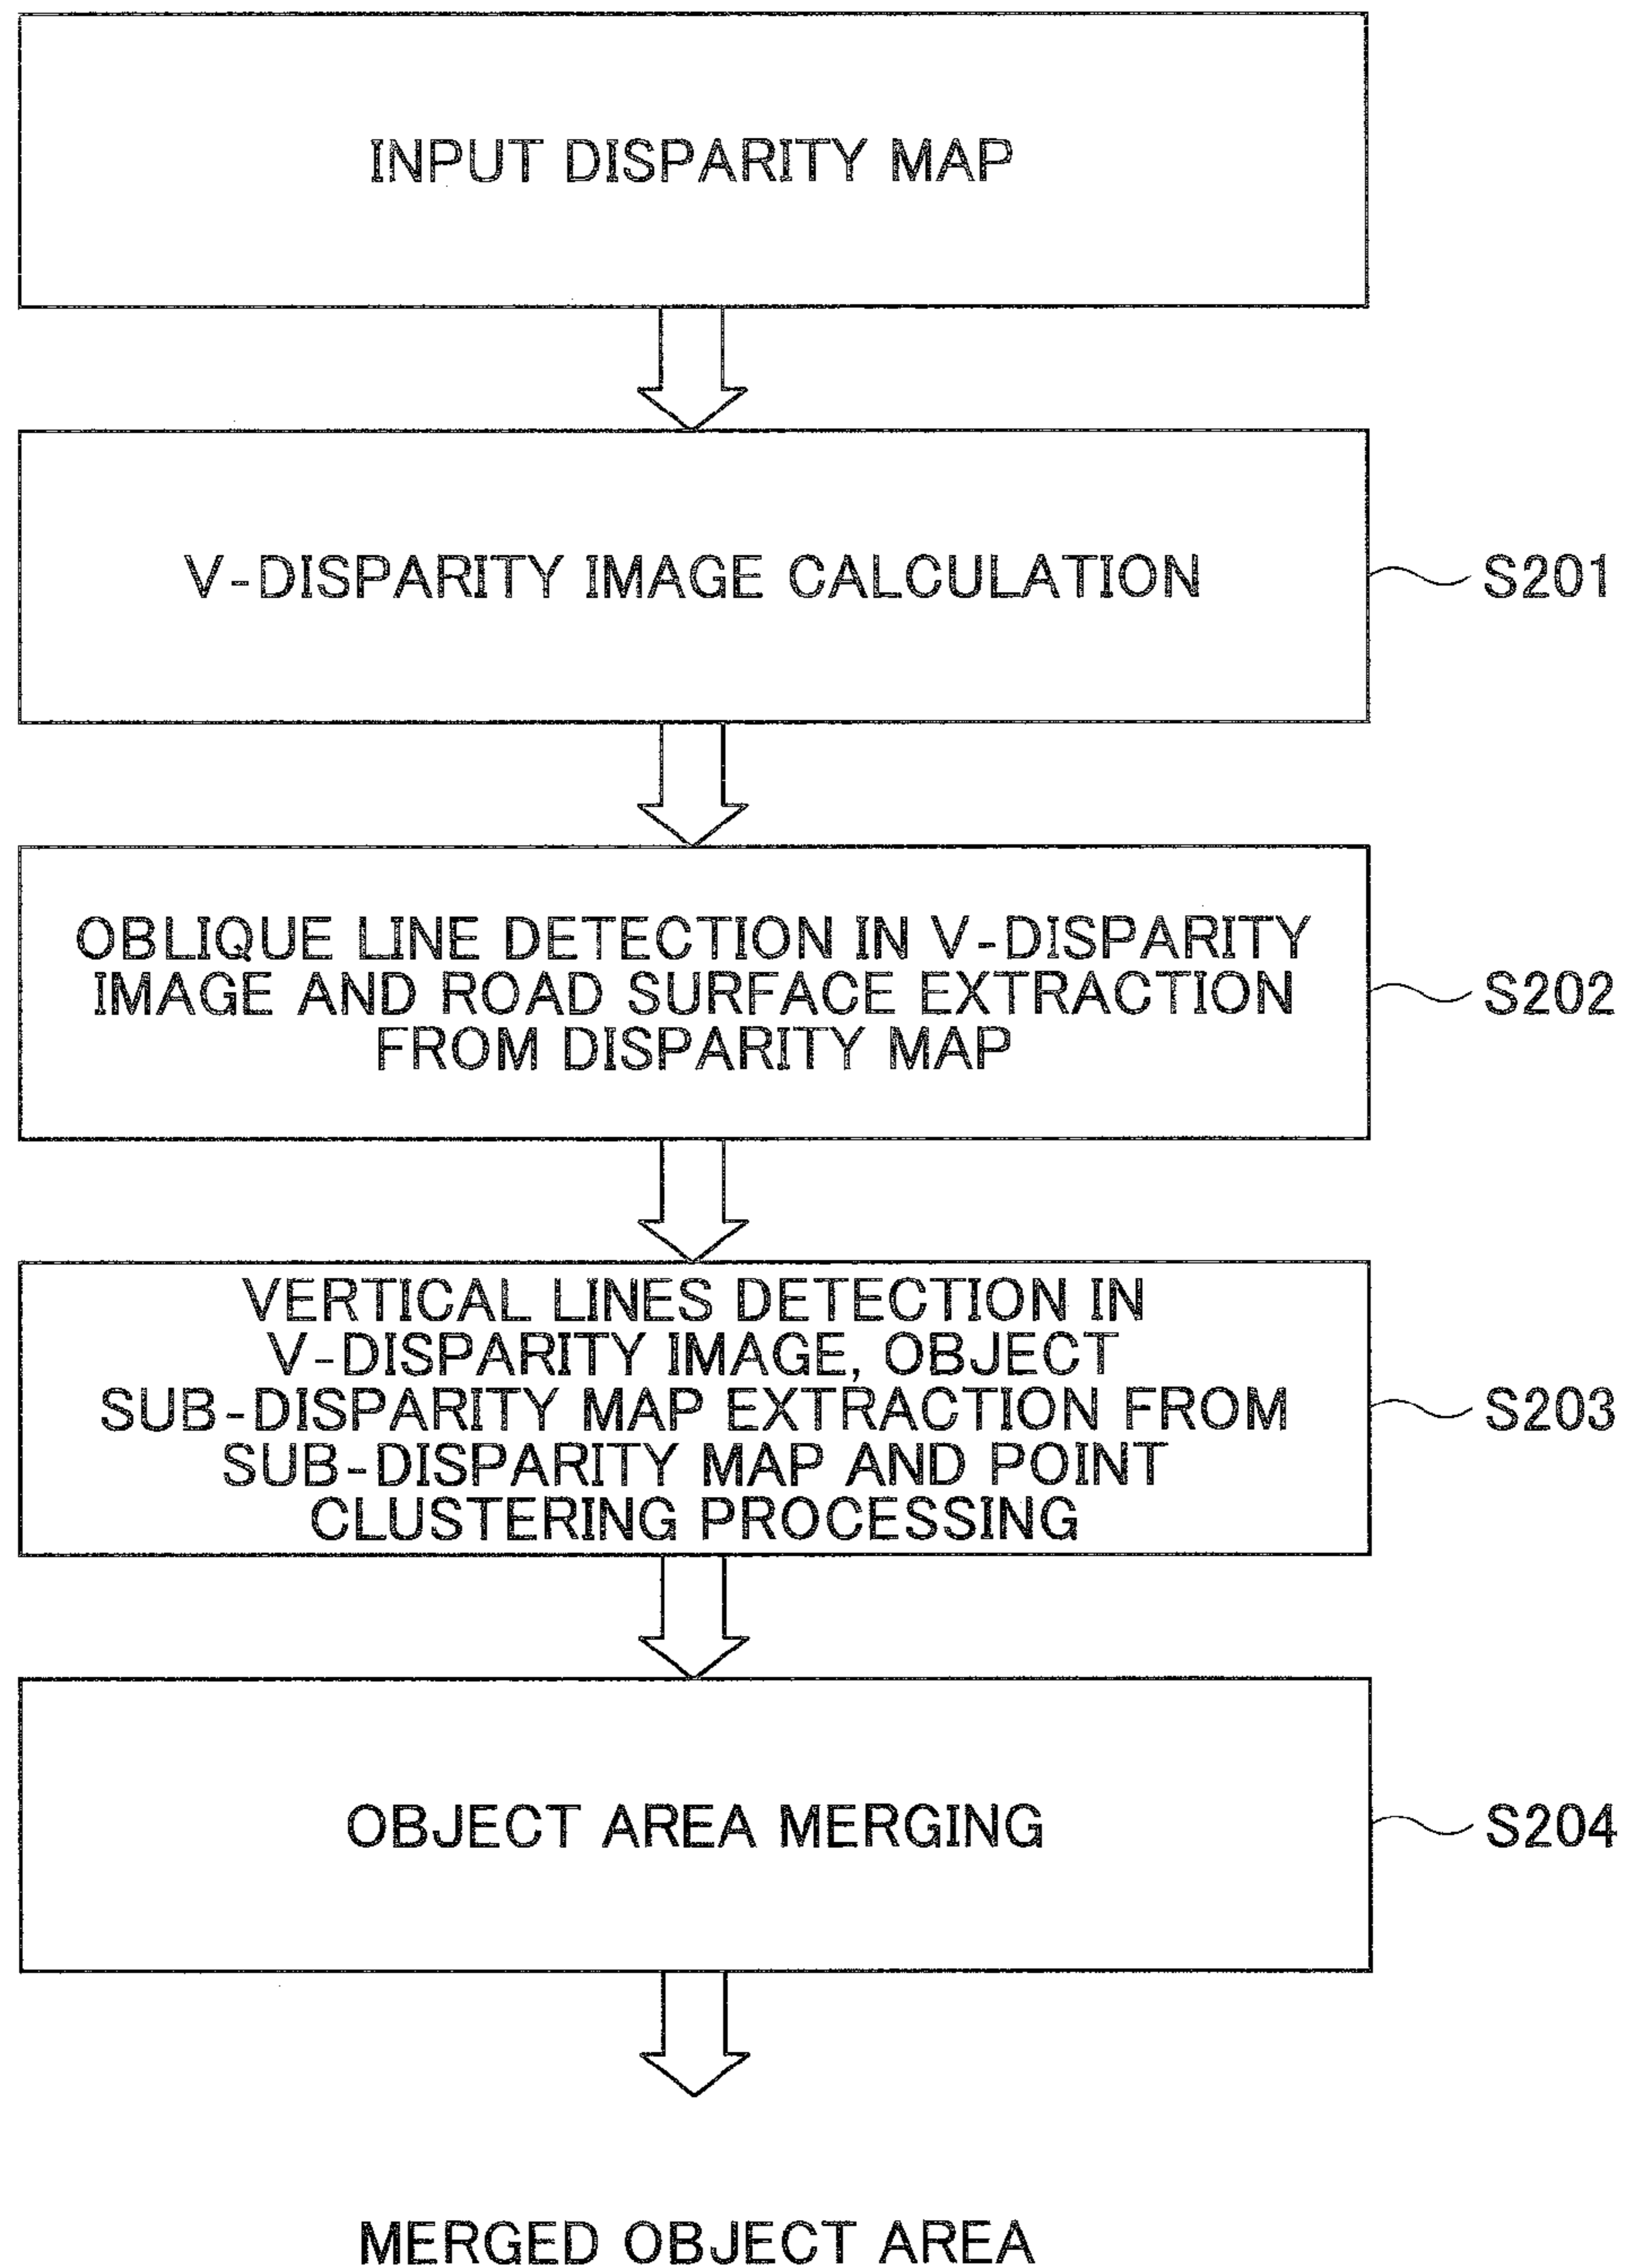 INPUT DISPARITY MAP
V-DISPARITY IMAGE CALCULATION
S201
OBLIQUE LINE DETECTION IN V-DISPARITY
IMAGE AND ROAD SURFACE EXTRACTION
FROM DISPARITY MAP
S202
VERTICAL LINES DETECTION IN
V-DISPARITY IMAGE, OBJECT
SUB-DISPARITY MAP EXTRACTION FROM
SUB-DISPARITY MAP AND POINT
CLUSTERING PROCESSING
S203
OBJECT AREA MERGING
S204
MERGED OBJECT AREA